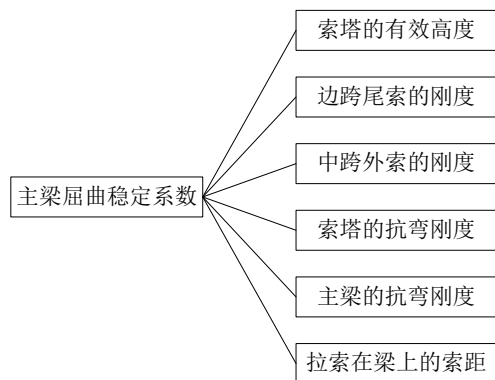 索塔的有效高度
边跨尾索的刚度
中跨外索的刚度
主梁屈曲稳定系数
索塔的抗弯刚度
主梁的抗弯刚度
拉索在梁上的索距